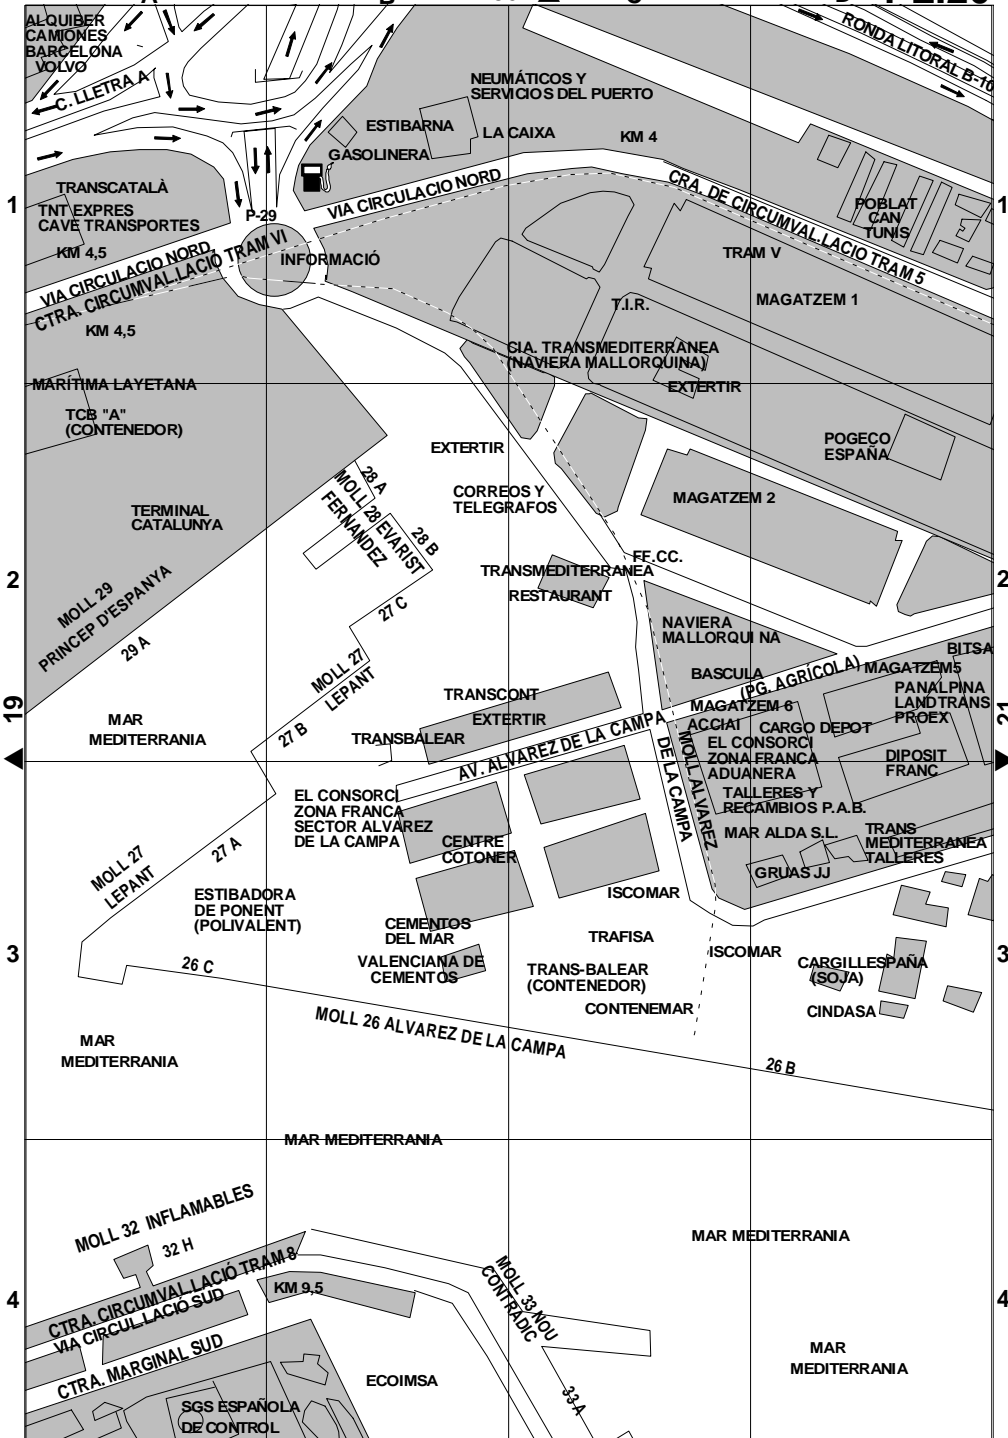 A B C D
ALQUIBER
CAMIONES
BARCELONA
VOLVO
C. LLETRA A
RONDA LITORAL B-10
NEUMÁTICOS Y
SERVICIOS DEL PUERTO
ESTIBARNA
LA CAIXA
KM 4
GASOLINERA
TRANSCATALÀ
TNT EXPRES
CAVE TRANSPORTES
KM 4,5
P-29
VIA CIRCULACIO NORD
CRA. DE CIRCUMVAL.LACIO TRAM 5
POBLAT
CAN
TUNIS
1
1
VIA CIRCULACIO NORD
CTRA. CIRCUMVAL.LACIÓ TRAM VI
INFORMACIÓ
TRAM V
MAGATZEM 1
T.I.R.
KM 4,5
CIA. TRANSMEDITERRANEA
(NAVIERA MALLORQUINA)
EXTERTIR
MARÍTIMA LAYETANA
TCB "A"
(CONTENEDOR)
EXTERTIR
POGECO
ESPAÑA
28 A
MOLL 28 EVARIST
FERNANDEZ
28 B
CORREOS Y
TELEGRAFOS
MAGATZEM 2
TERMINAL
CATALUNYA
FF.CC.
TRANSMEDITERRANEA
RESTAURANT
2
2
MOLL 29
PRINCEP D'ESPANYA
29 A
27 C
NAVIERA
MALLORQUI NA
BITSA
MOLL 27
LEPANT
BASCULA
(PG. AGRÍCOLA)
MAGATZEM5
PANALPINA
LANDTRANS
PROEX
TRANSCONT
EXTERTIR
MAGATZEM 6
ACCIAI
CARGO DEPOT
19
21
MAR
MEDITERRANIA
27 B
TRANSBALEAR
AV. ALVAREZ DE LA CAMPA
MOLL ALVAREZ
DE LA CAMPA
EL CONSORCI
ZONA FRANCA
ADUANERA
DIPOSIT
FRANC
TALLERES Y
RECAMBIOS P.A.B.
EL CONSORCI
ZONA FRANCA
SECTOR ALVAREZ
DE LA CAMPA
CENTRE
COTONER
MAR ALDA S.L.
TRANS
MEDITERRANEA
TALLERES
27 A
MOLL 27
LEPANT
GRUAS JJ
ESTIBADORA
DE PONENT
(POLIVALENT)
ISCOMAR
CEMENTOS
DEL MAR
TRAFISA
ISCOMAR
3
3
26 C
VALENCIANA DE
CEMENTOS
TRANS-BALEAR
(CONTENEDOR)
CARGILLESPAÑA
(SOJA)
CONTENEMAR
CINDASA
MOLL 26 ALVAREZ DE LA CAMPA
MAR
MEDITERRANIA
26 B
MAR MEDITERRANIA
MOLL 32 INFLAMABLES
32 H
MAR MEDITERRANIA
CTRA. CIRCUMVAL.LACIÓ TRAM 8
KM 9,5
MOLL 33 NOU
CONTRADIC
4
4
VIA CIRCUL.LACIÓ SUD
CTRA. MARGINAL SUD
MAR
MEDITERRANIA
ECOIMSA
33 A
SGS ESPAÑOLA
DE CONTROL